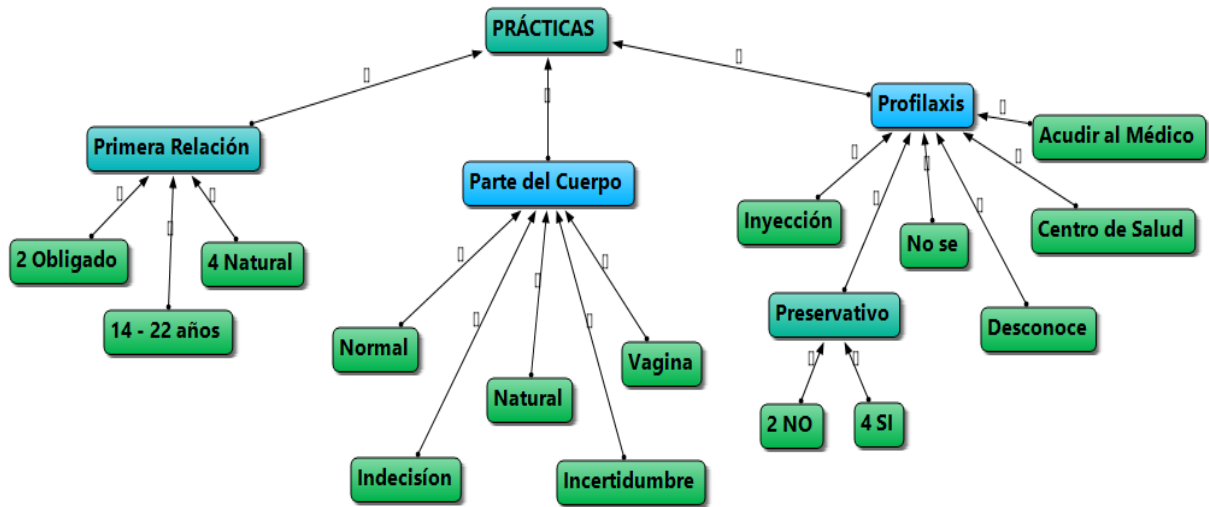 PRÁCTICAS
Profilaxis
Acudir al Médico
Primera Relación
Parte del Cuerpo
Inyección
Centro de Salud
No se
2 Obligado
4 Natural
14 - 22 años
Preservativo
Desconoce
Normal
Vagina
Natural
2 NO
4 SI
Indecisíon
Incertidumbre